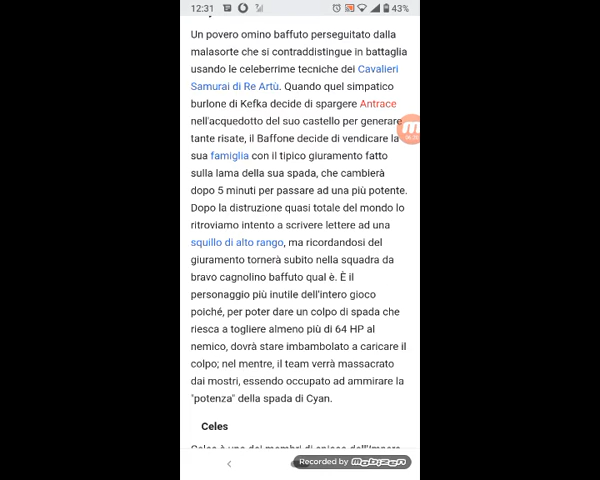 12:31
43%
Un povero omino baffuto perseguitato dalla
malasorte che si contraddistingue in battaglia
usando le celeberrime tecniche dei Cavalieri
Samurai di Re Artù. Quando quel simpatico
burlone di Kefka decide di spargere Antrace
nell'acquedotto del suo castello per generare
tante risate, il Baffone decide di vendicare la
sua famiglia con il tipico giuramento fatto
sulla lama della sua spada, che cambierà
dopo 5 minuti per passare ad una più potente.
Dopo la distruzione quasi totale del mondo lo
ritroviamo intento a scrivere lettere ad una
squillo di alto rango, ma ricordandosi del
giuramento tornerà subito nella squadra da
bravo cagnolino baffuto qual è. È il
personaggio più inutile dell'intero gioco
poiché, per poter dare un colpo di spada che
riesca a togliere almeno più di 64 HP al
nemico, dovrà stare imbambolato a caricare il
colpo; nel mentre, il team verrà massacrato
dai mostri, essendo occupato ad ammirare la
"potenza" della spada di Cyan.
Celes
Recorded by mobizen